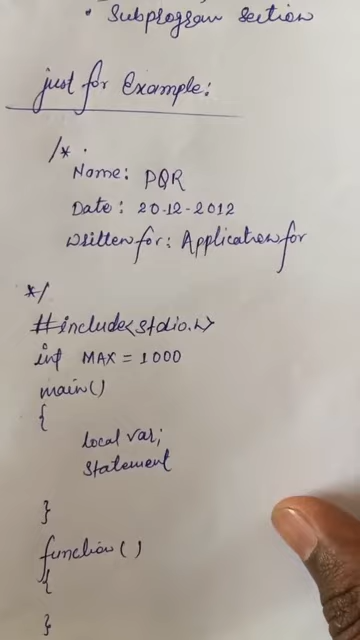 • Subprogram section
just for Example:
/*
Name: PQR
Date: 20-12-2012
written for: Application for
*/
#include<stdio.h>
int MAX = 1000
main()
{
local var;
Statement
}
function()
{
}